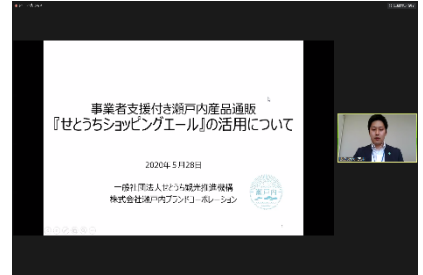 事業者支援付き瀬戸内産品通販
『せとうちショッピングエール』の活用について
2020年5月28日
一般社団法人せとうち観光推進機構
株式会社瀬戸内ブランドコーポレーション
瀬戸内